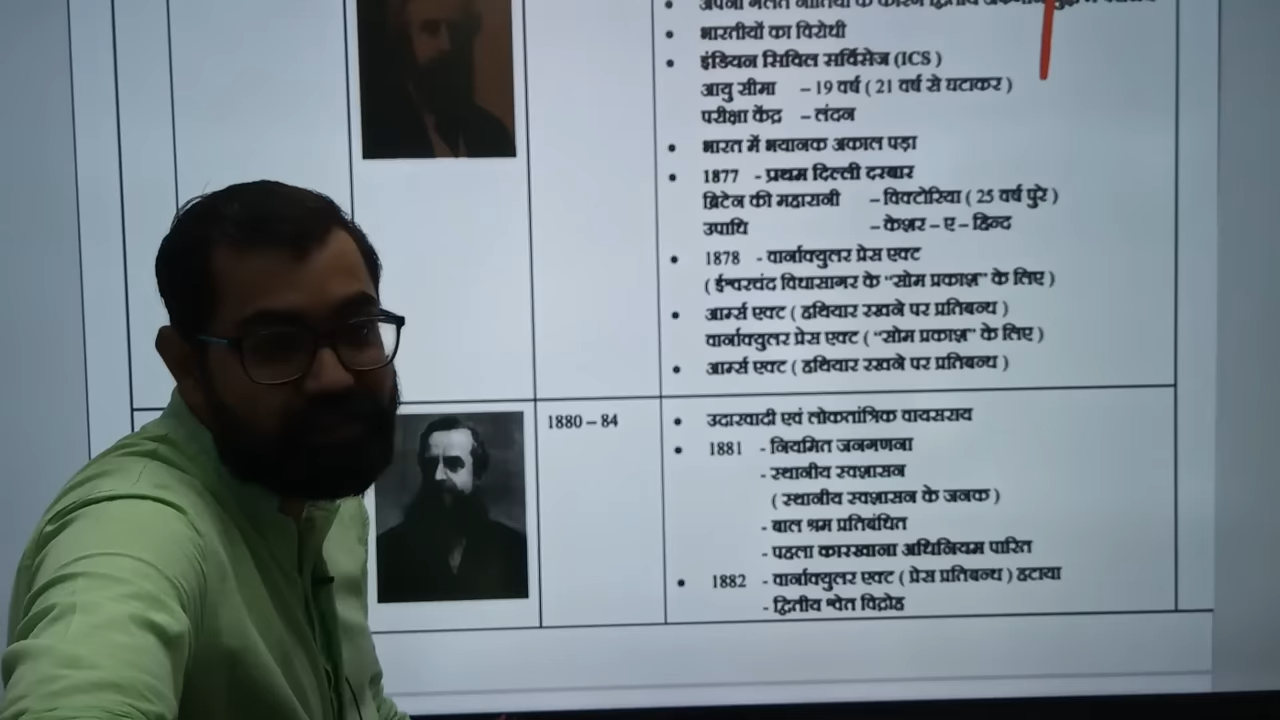 भारतीयों का विरोधी
इंडियन सिविल सर्विसेज (ICS )
आयु सीमा – 19 वर्ष ( 21 वर्ष से घटाकर )
परीक्षा केंद्र – लंदन
भारत में भयानक अकाल पड़ा
1877 - प्रथम दिल्ली दरबार
ब्रिटेन की महारानी – विक्टोरिया ( 25 वर्ष पुरे )
उपाधि – केशर – ए – हिन्द
1878 - वार्नाक्युलर प्रेस एक्ट
( ईश्वरचंद विधासागर के “सोम प्रकाश” के लिए )
आर्म्स एक्ट ( हथियार रखने पर प्रतिबन्ध )
वार्नाक्युलर प्रेस एक्ट ( “सोम प्रकाश” के लिए )
आर्म्स एक्ट ( हथियार रखने पर प्रतिबन्ध )
1880 – 84
उदारवादी एवं लोकतांत्रिक वायसराय
1881 - नियमित जनगणना
- स्थानीय स्वशासन
( स्थानीय स्वशासन के जनक )
- बाल श्रम प्रतिबंधित
- पहला कारखाना अधिनियम पारित
1882 - वार्नाक्युलर एक्ट ( प्रेस प्रतिबन्ध ) हटाया
- द्वितीय श्वेत विद्रोह